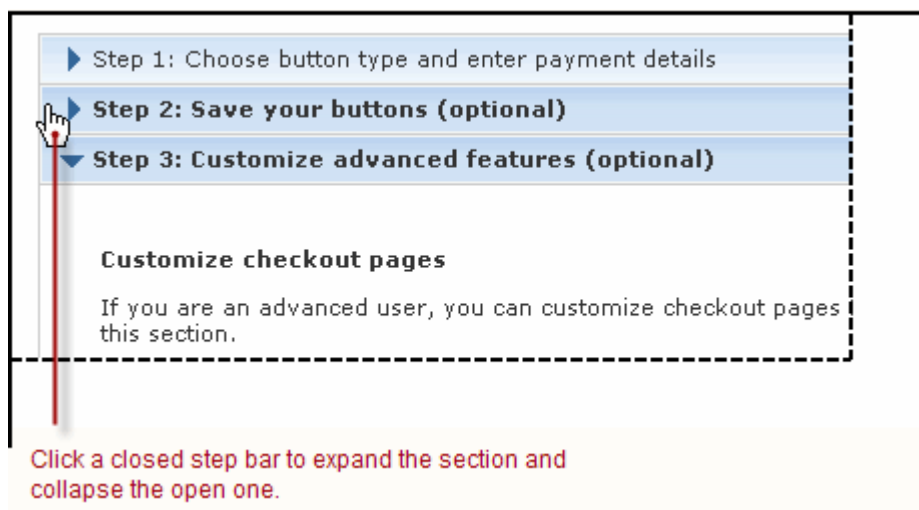 Step 1: Choose button type and enter payment details
Step 2: Save your buttons (optional)
Step 3: Customize advanced features (optional)
Customize checkout pages
If you are an advanced user, you can customize checkout pages
this section.
Click a closed step bar to expand the section and
collapse the open one.